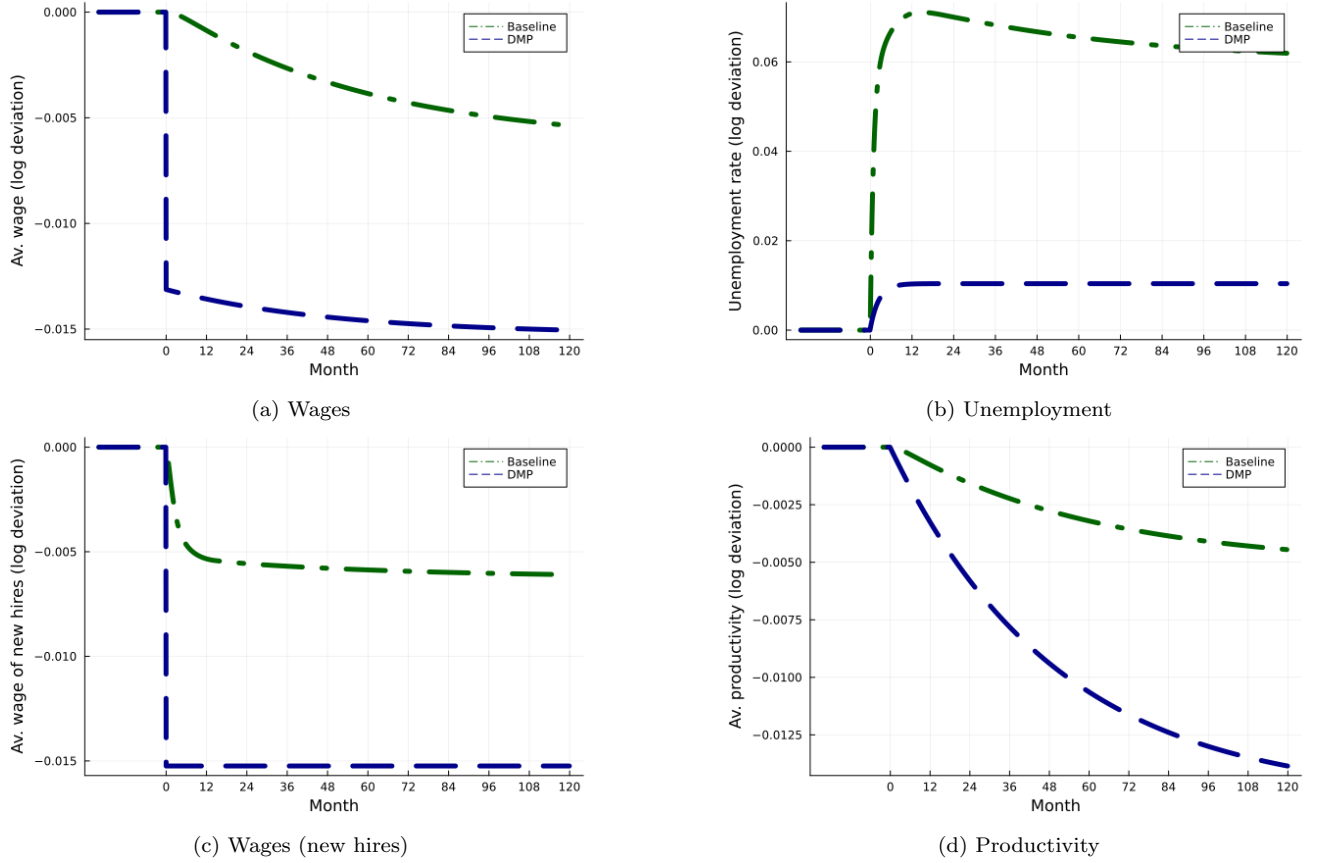 Av. wage (log deviation)
0.000
−0.005
−0.010
−0.015
Baseline
DMP
0 12 24 36 48 60 72 84 96 108 120
Month
(a) Wages
Unemployment rate (log deviation)
0.06
0.04
0.02
0.00
Baseline
DMP
0 12 24 36 48 60 72 84 96 108 120
Month
(b) Unemployment
Av. wage of new hires (log deviation)
0.000
−0.005
−0.010
−0.015
Baseline
DMP
0 12 24 36 48 60 72 84 96 108 120
Month
(c) Wages (new hires)
Av. productivity (log deviation)
0.0000
−0.0025
−0.0050
−0.0075
−0.0100
−0.0125
Baseline
DMP
0 12 24 36 48 60 72 84 96 108 120
Month
(d) Productivity